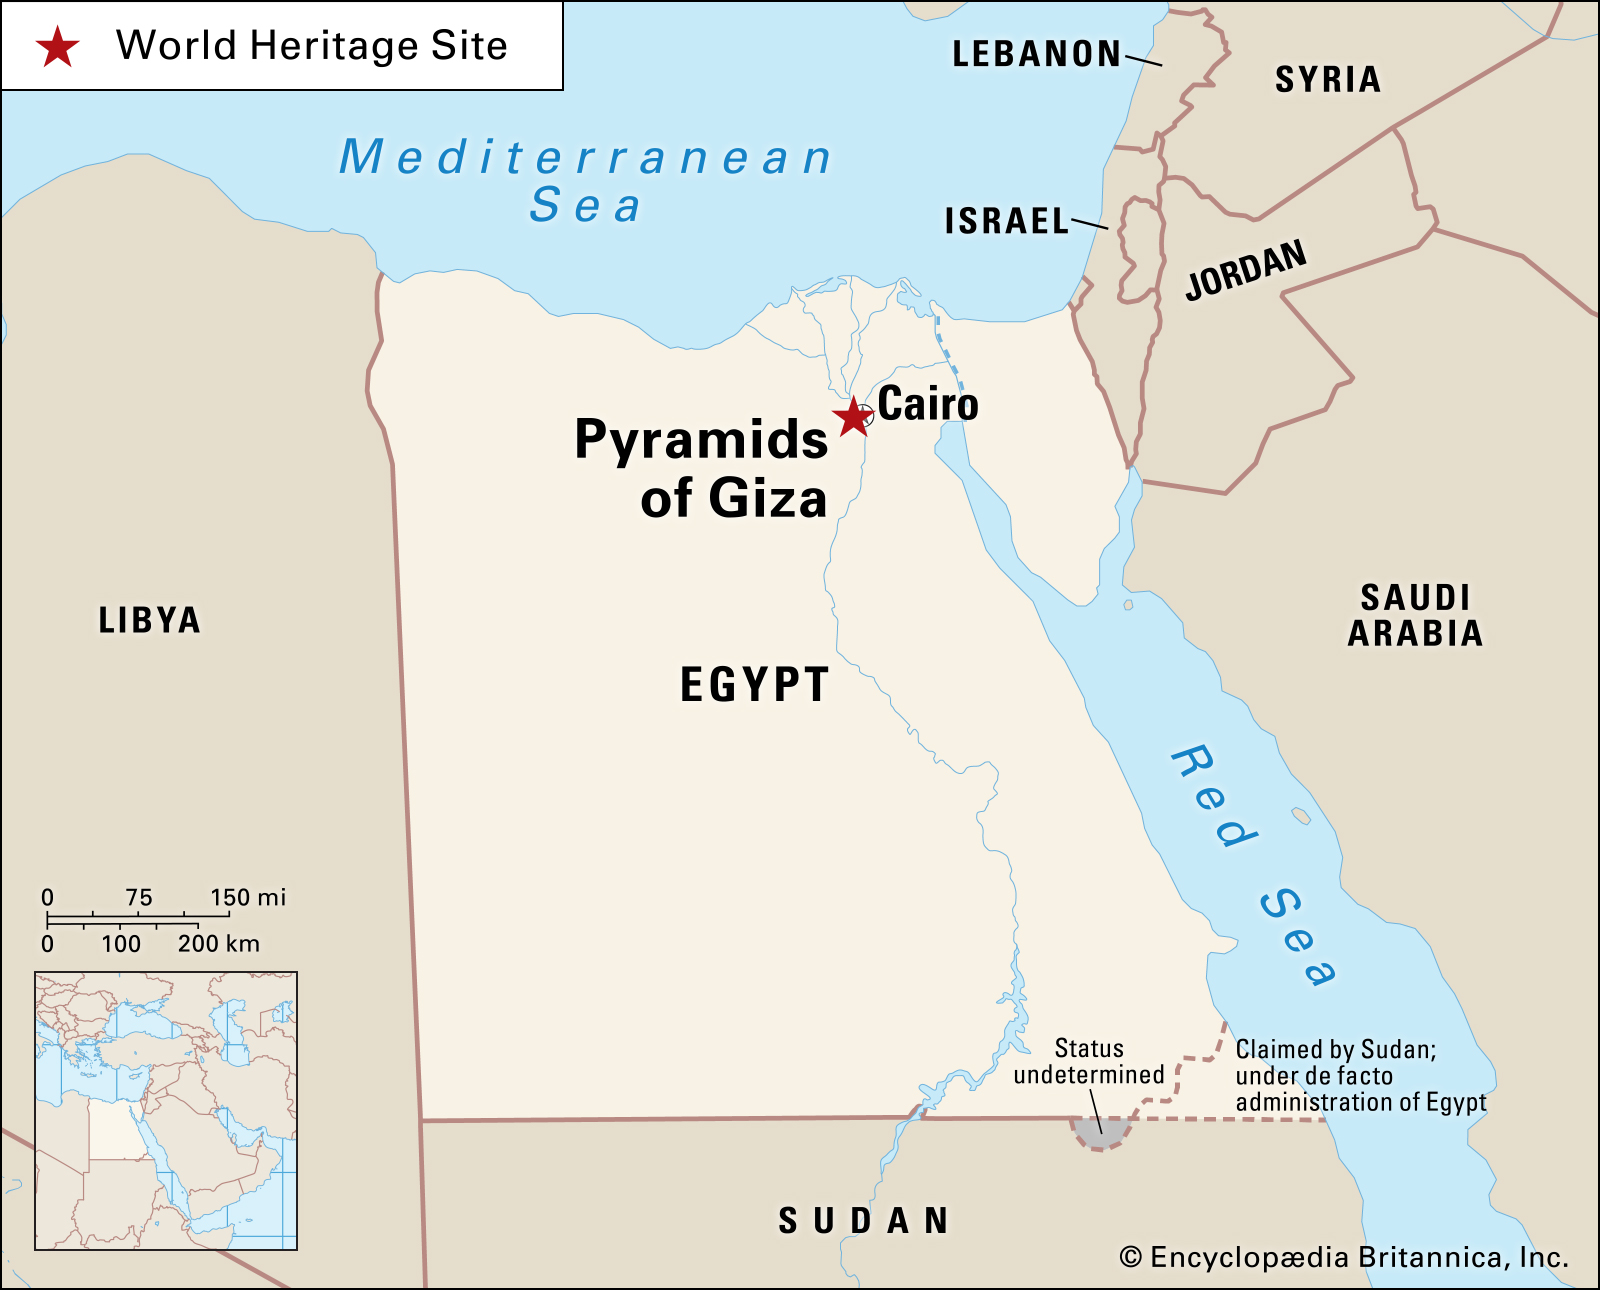 World Heritage Site
LEBANON
SYRIA
Mediterranean
Sea
ISRAEL
JORDAN
Cairo
Pyramids
of Giza
SAUDI
ARABIA
LIBYA
EGYPT
Red Sea
0 75 150 mi
0 100 200 km
Status
undetermined
Claimed by Sudan;
under de facto
administration of Egypt
SUDAN
© Encyclopædia Britannica, Inc.